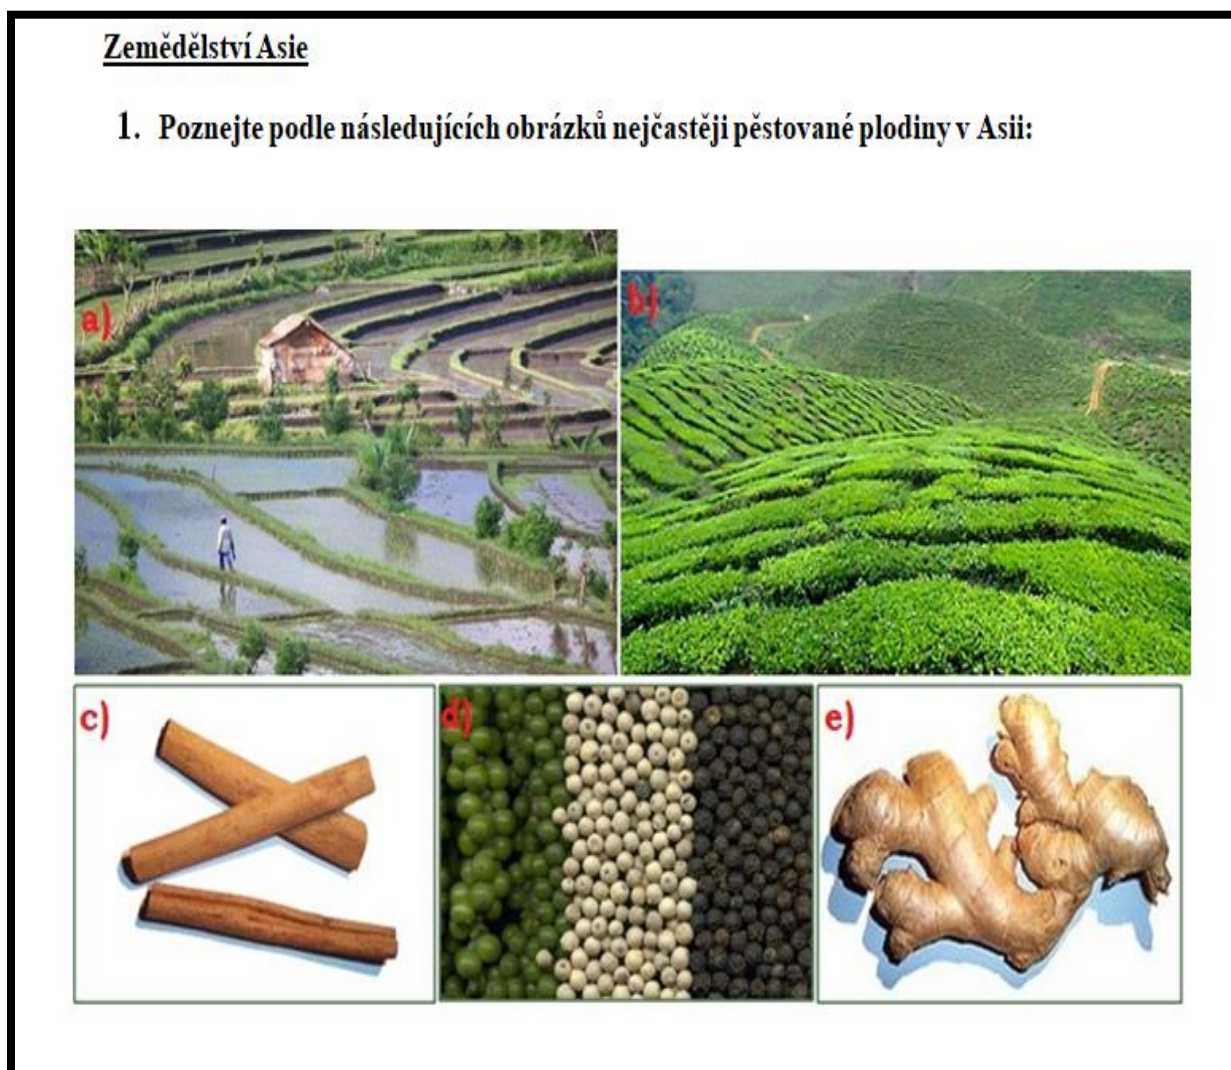 Zemědělství Asie
1. Poznejte podle následujících obrázků nejčastěji pěstované plodiny v Asii:
a)
b)
c)
d)
e)